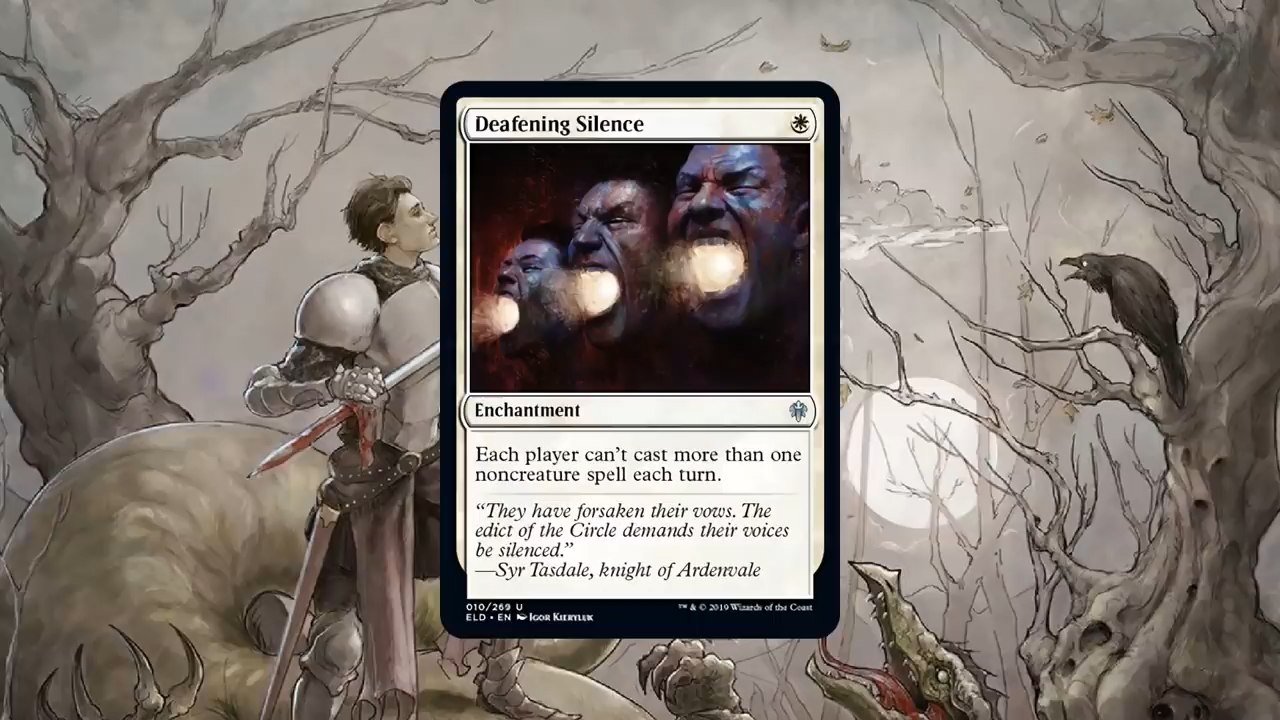 Deafening Silence
Enchantment
Each player can't cast more than one
noncreature spell each turn.
“They have forsaken their vows. The
edict of the Circle demands their voices
be silenced.”
—Syr Tasdale, knight of Ardenvale
010/269 U
™ & © 2019 Wizards of the Coast
ELD • EN Igor Kieryluk